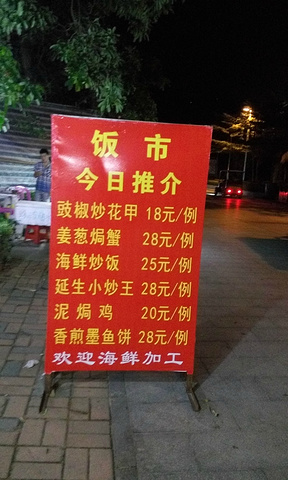 饭市
今日推介
豉椒炒花甲 18元/例
姜葱焗蟹 28元/例
海鲜炒饭 25元/例
延生小炒王 28元/例
泥焗鸡 20元/例
香煎墨鱼饼 28元/例
欢迎海鲜加工